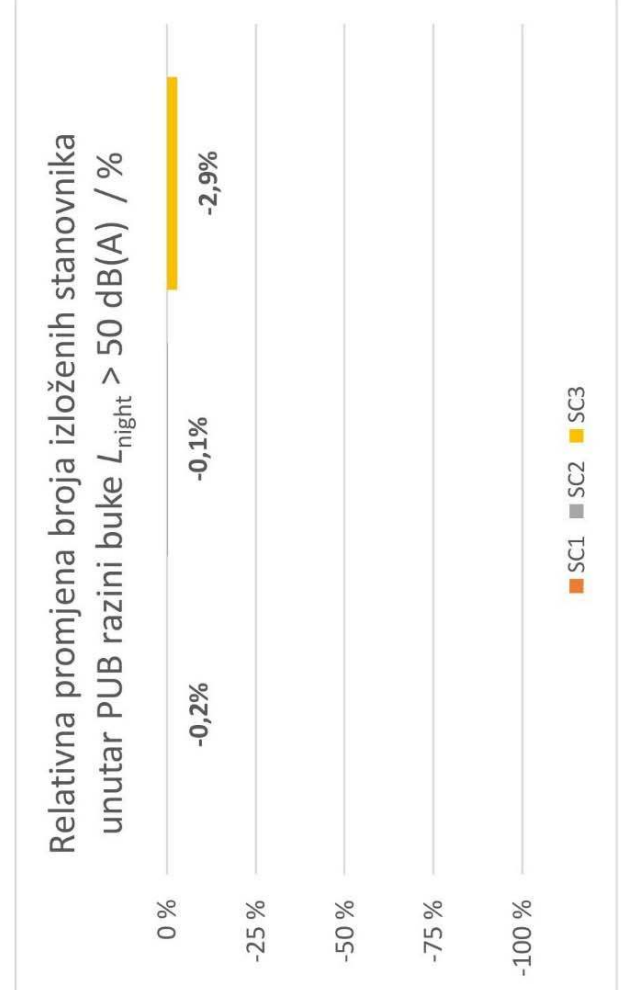 Relativna promjena broja izloženih stanovnika
unutar PUB razini buke Lnight > 50 dB(A) / %
0 %
-25 %
-50 %
-75 %
-100 %
-0,2%
-0,1%
-2,9%
SC1 SC2 SC3